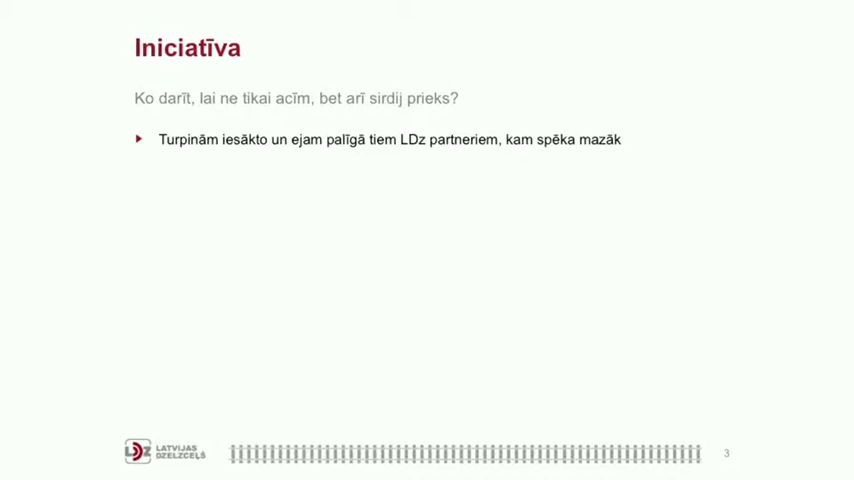 Iniciatīva
Ko darīt, lai ne tikai acīm, bet arī sirdij prieks?
Turpinām iesākto un ejam palīgā tiem LDz partneriem, kam spēka mazāk
LDZ LATVIJAS
DZELZCEĻŠ
3